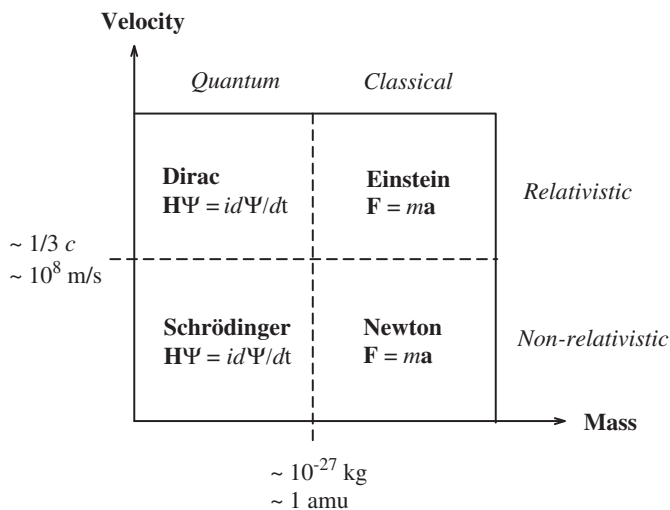 Velocity
Quantum
Classical
Dirac
HΨ = idΨ/dt
Einstein
F = ma
Relativistic
~ 1/3 c
~ 10⁸ m/s
Schrödinger
HΨ = idΨ/dt
Newton
F = ma
Non-relativistic
Mass
~ 10⁻²⁷ kg
~ 1 amu